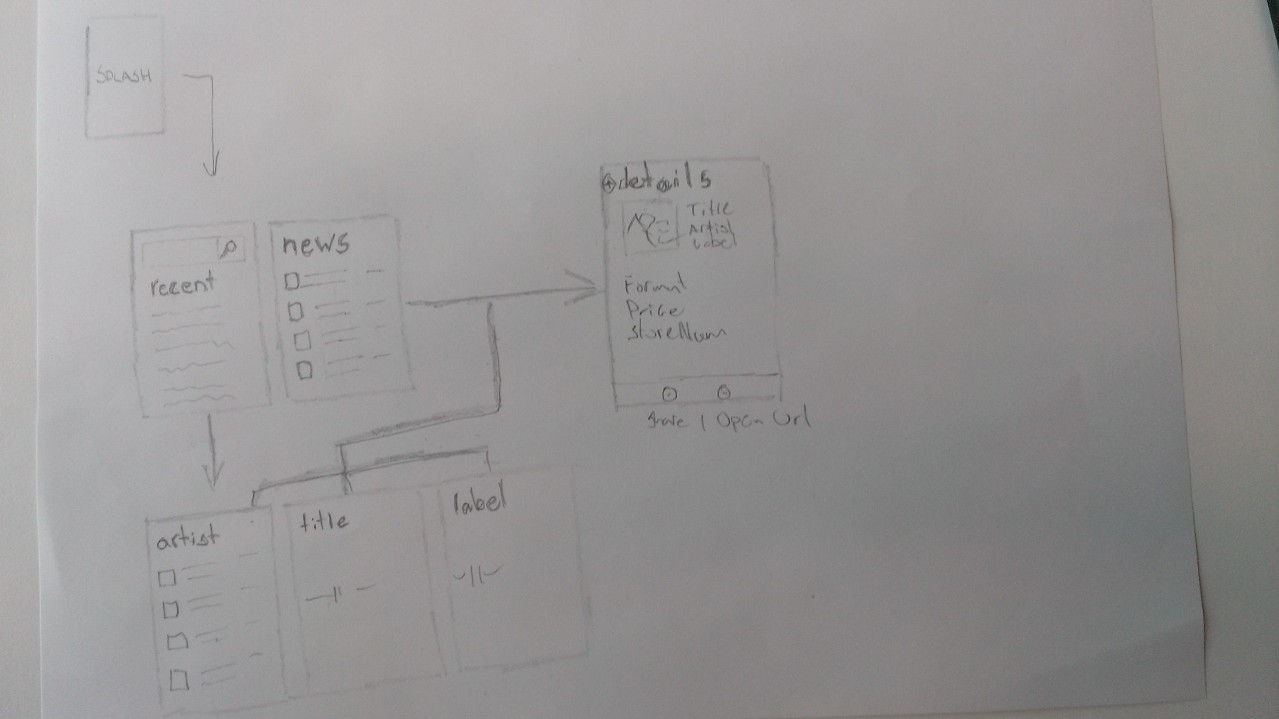 SPLASH
recent
news
details
Title
Artist
Label
Format
Price
StoreNum
Share | Open Url
artist
title
label